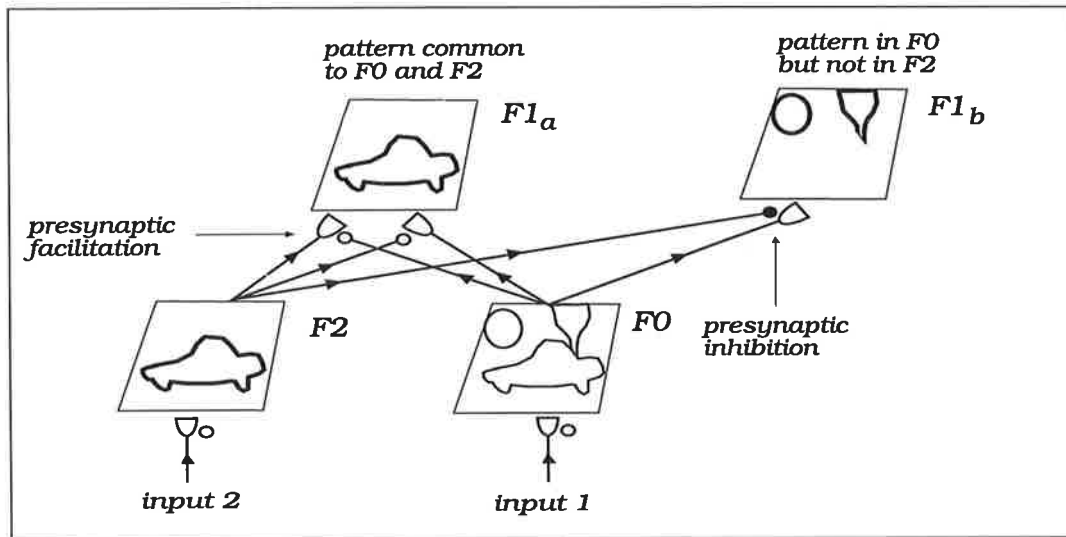 pattern common
to F0 and F2
F1a
pattern in F0
but not in F2
F1b
presynaptic
facilitation
F2
F0
presynaptic
inhibition
input 2
input 1